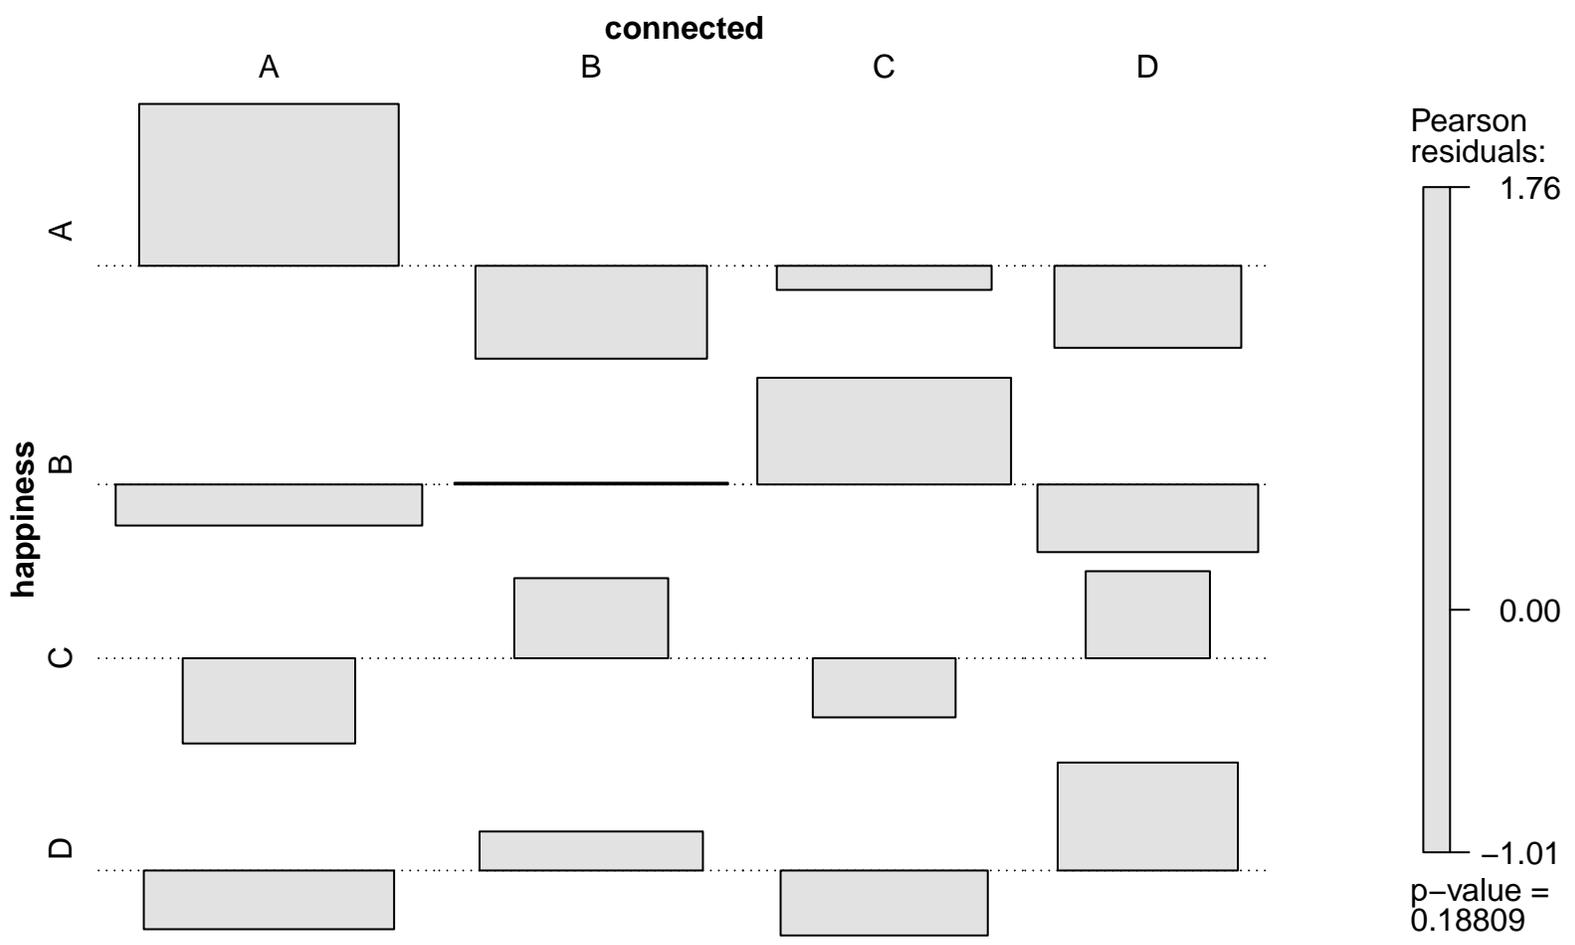 connected
A B C D
A
B
C
D
happiness
Pearson
residuals:
1.76
0.00
−1.01
p−value =
0.18809